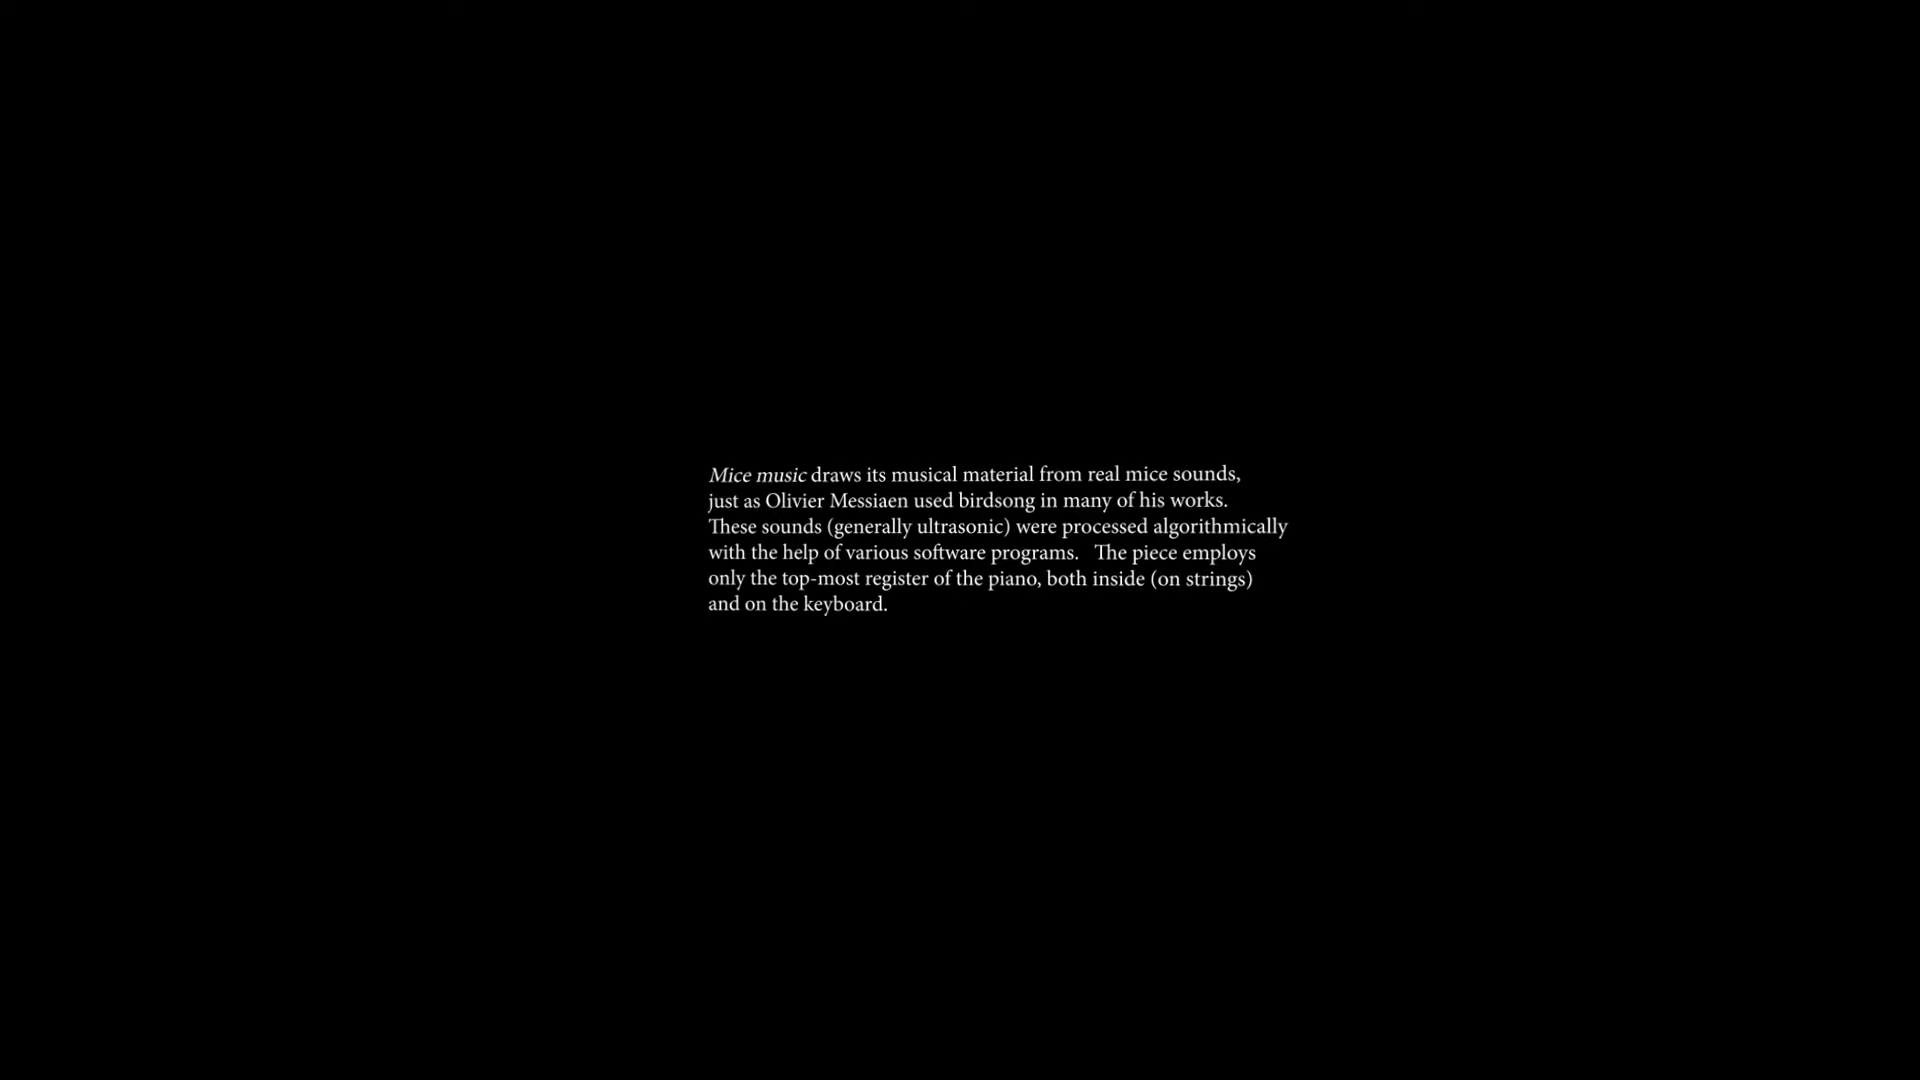 Mice music draws its musical material from real mice sounds,
just as Olivier Messiaen used birdsong in many of his works.
These sounds (generally ultrasonic) were processed algorithmically
with the help of various software programs.   The piece employs
only the top-most register of the piano, both inside (on strings)
and on the keyboard.